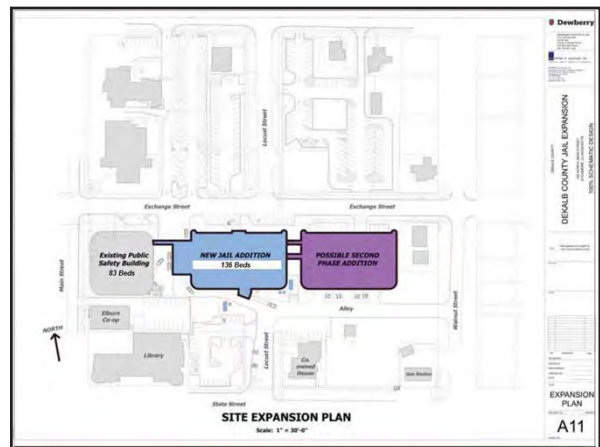 Dewberry
DEKALB COUNTY JAIL EXPANSION
100% SCHEMATIC DESIGN
Locust Street
Exchange Street
Exchange Street
Main Street
Existing Public
Safety Building
83 Beds
NEW JAIL ADDITION
136 Beds
POSSIBLE SECOND
PHASE ADDITION
Walnut Street
Alley
NORTH
Elburn
Co-op
Library
Locust Street
Co.
owned
House
Gas Station
State Street
SITE EXPANSION PLAN
Scale: 1" = 30'-0"
EXPANSION
PLAN
A11